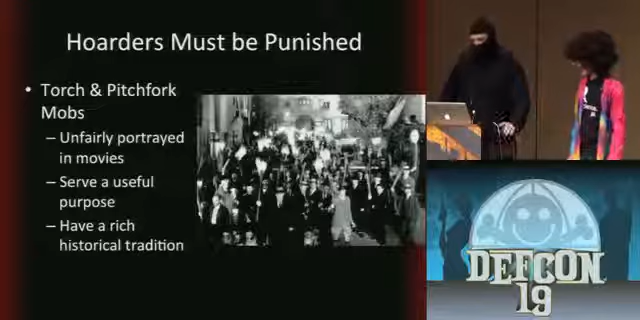 Hoarders Must be Punished
• Torch & Pitchfork
Mobs
– Unfairly portrayed
in movies
– Serve a useful
purpose
– Have a rich
historical tradition
DEFCON
19